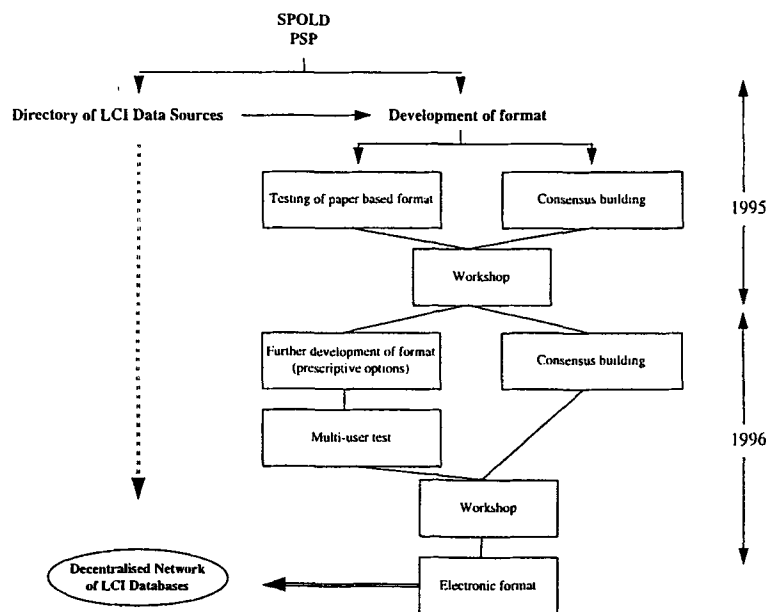 SPOLD
PSP
Directory of LCI Data Sources
Development of format
Testing of paper based format
Consensus building
1995
Workshop
Further development of format
(prescriptive options)
Consensus building
Multi-user test
1996
Workshop
Decentralised Network
of LCI Databases
Electronic format